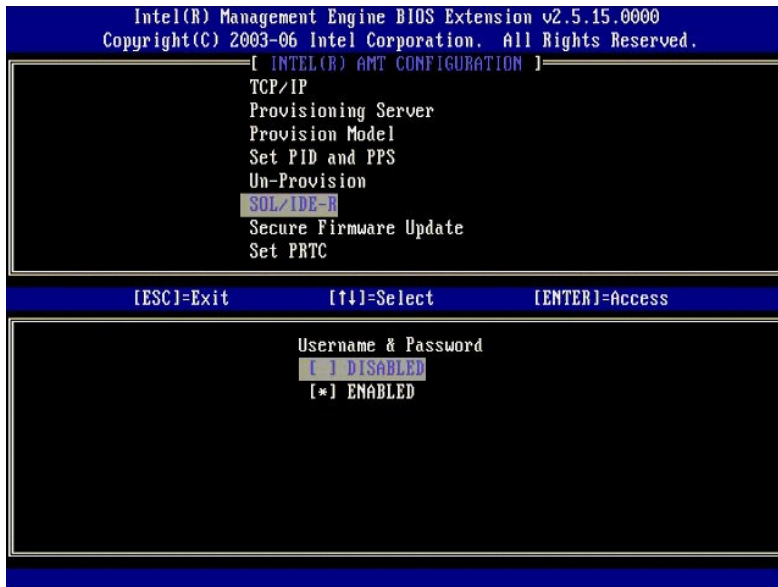 Intel(R) Management Engine BIOS Extension v2.5.15.0000
Copyright(C) 2003-06 Intel Corporation. All Rights Reserved.
[ INTEL(R) AMT CONFIGURATION ]
TCP/IP
Provisioning Server
Provision Model
Set PID and PPS
Un-Provision
SOL/IDE-R
Secure Firmware Update
Set PRTC
[ESC]=Exit [↑↓]=Select [ENTER]=Access
Username & Password
[ ] DISABLED
[*] ENABLED